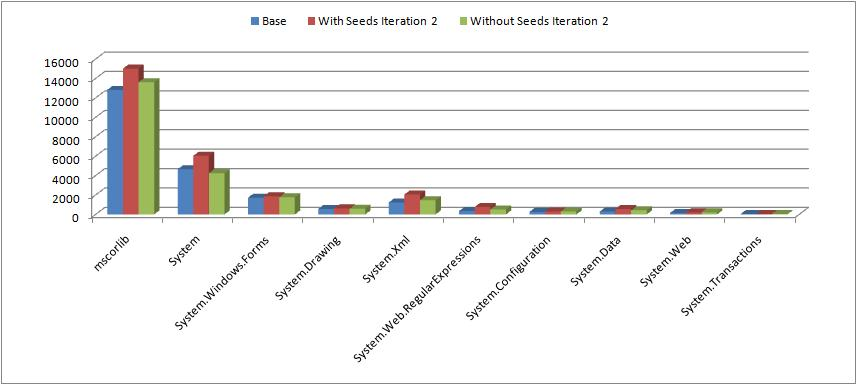 Base With Seeds Iteration 2 Without Seeds Iteration 2
16000
14000
12000
10000
8000
6000
4000
2000
0
mscorlib
System
System.Windows.Forms
System.Drawing
System.Xml
System.Web.RegularExpressions
System.Configuration
System.Data
System.Web
System.Transactions